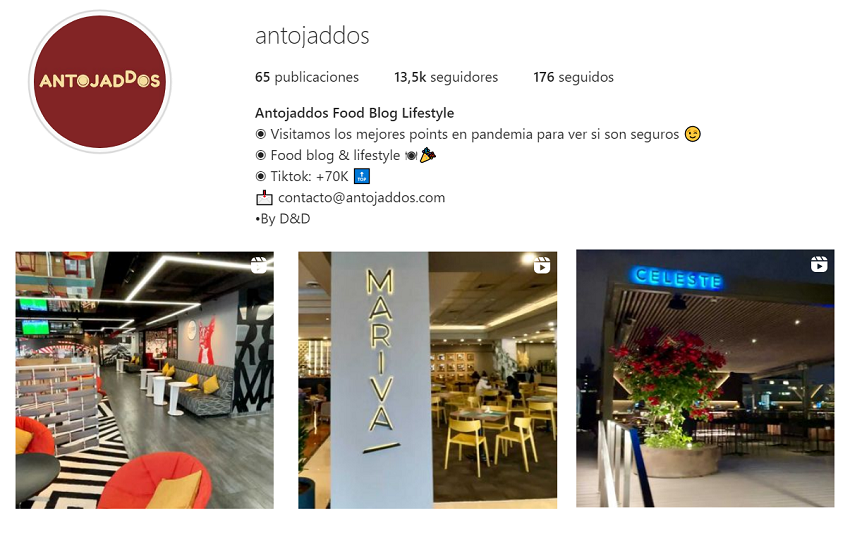 ANTOJADDOS
antojaddos
65 publicaciones 13,5k seguidores 176 seguidos
Antojaddos Food Blog Lifestyle
◉ Visitamos los mejores points en pandemia para ver si son seguros 😉
◉ Food blog & lifestyle 🍽🎉
◉ Tiktok: +70K 🔝
📩 contacto@antojaddos.com
•By D&D
MARIVA
CELESTE